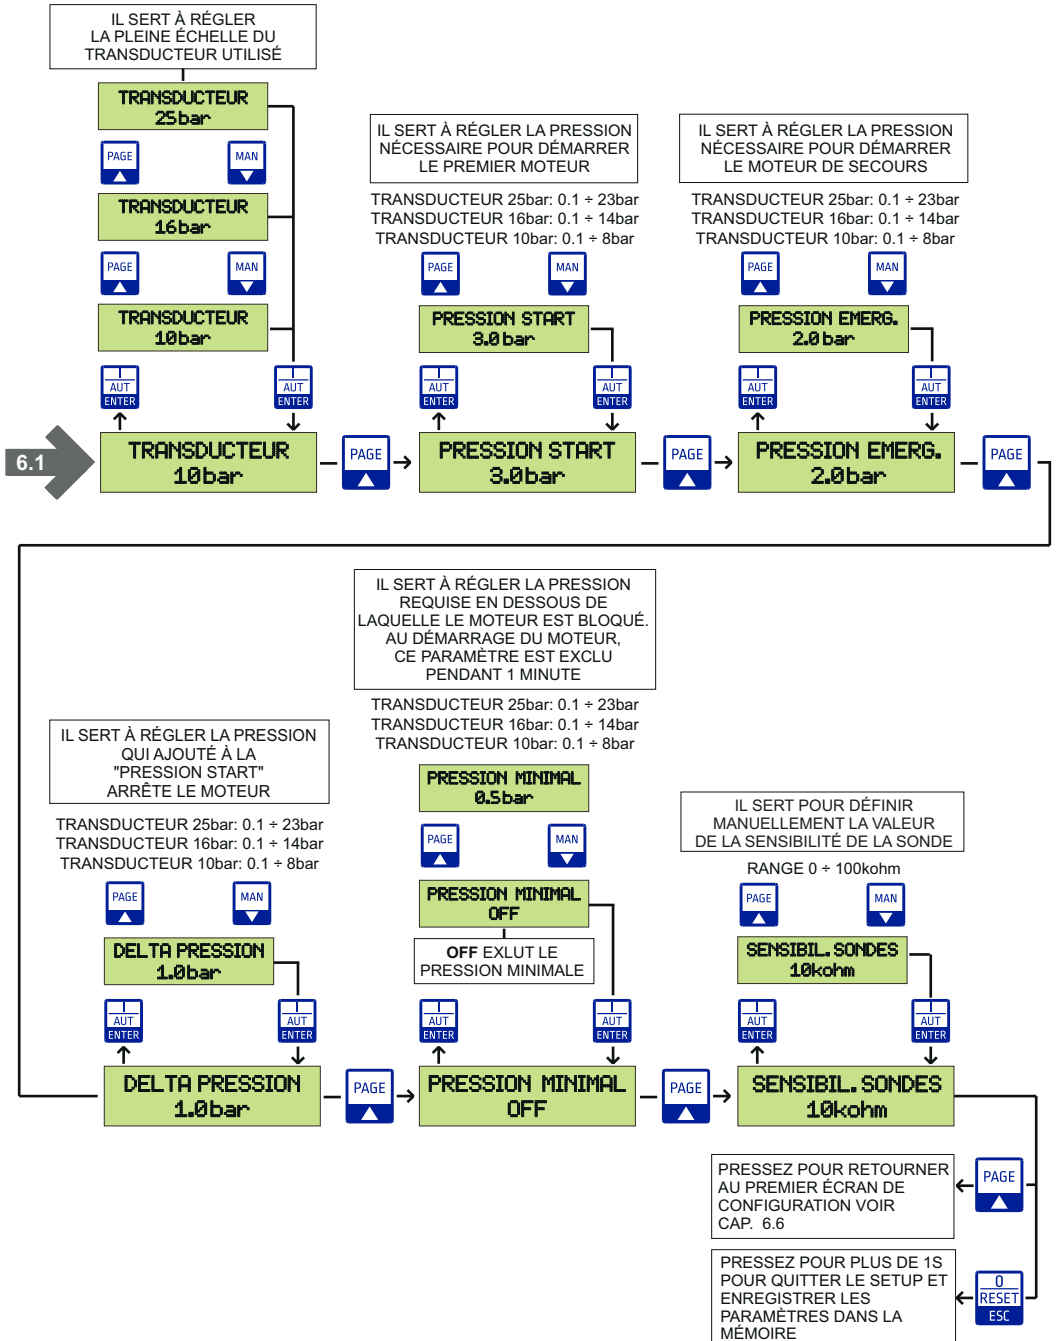 IL SERT À RÉGLER
LA PLEINE ÉCHELLE DU
TRANSDUCTEUR UTILISÉ
TRANSDUCTEUR
25bar
PAGE
MAN
TRANSDUCTEUR
16bar
PAGE
MAN
TRANSDUCTEUR
10bar
I
AUT
ENTER
I
AUT
ENTER
6.1
TRANSDUCTEUR
10bar
PAGE
IL SERT À RÉGLER LA PRESSION
NÉCESSAIRE POUR DÉMARRER
LE PREMIER MOTEUR
TRANSDUCTEUR 25bar: 0.1 ÷ 23bar
TRANSDUCTEUR 16bar: 0.1 ÷ 14bar
TRANSDUCTEUR 10bar: 0.1 ÷ 8bar
PAGE
MAN
PRESSION START
3.0bar
I
AUT
ENTER
I
AUT
ENTER
PRESSION START
3.0bar
PAGE
IL SERT À RÉGLER LA PRESSION
NÉCESSAIRE POUR DÉMARRER
LE MOTEUR DE SECOURS
TRANSDUCTEUR 25bar: 0.1 ÷ 23bar
TRANSDUCTEUR 16bar: 0.1 ÷ 14bar
TRANSDUCTEUR 10bar: 0.1 ÷ 8bar
PAGE
MAN
PRESSION EMERG.
2.0bar
I
AUT
ENTER
I
AUT
ENTER
PRESSION EMERG.
2.0bar
PAGE
IL SERT À RÉGLER LA PRESSION
QUI AJOUTÉ À LA
"PRESSION START"
ARRÊTE LE MOTEUR
TRANSDUCTEUR 25bar: 0.1 ÷ 23bar
TRANSDUCTEUR 16bar: 0.1 ÷ 14bar
TRANSDUCTEUR 10bar: 0.1 ÷ 8bar
PAGE
MAN
DELTA PRESSION
1.0bar
I
AUT
ENTER
I
AUT
ENTER
DELTA PRESSION
1.0bar
PAGE
IL SERT À RÉGLER LA PRESSION
REQUISE EN DESSOUS DE
LAQUELLE LE MOTEUR EST BLOQUÉ.
AU DÉMARRAGE DU MOTEUR,
CE PARAMÈTRE EST EXCLU
PENDANT 1 MINUTE
TRANSDUCTEUR 25bar: 0.1 ÷ 23bar
TRANSDUCTEUR 16bar: 0.1 ÷ 14bar
TRANSDUCTEUR 10bar: 0.1 ÷ 8bar
PRESSION MINIMAL
0.5bar
PAGE
MAN
PRESSION MINIMAL
OFF
OFF EXLUT LE
PRESSION MINIMALE
I
AUT
ENTER
I
AUT
ENTER
PRESSION MINIMAL
OFF
PAGE
IL SERT POUR DÉFINIR
MANUELLEMENT LA VALEUR
DE LA SENSIBILITÉ DE LA SONDE
RANGE 0 ÷ 100kohm
PAGE
MAN
SENSIBIL. SONDES
10kohm
I
AUT
ENTER
I
AUT
ENTER
SENSIBIL. SONDES
10kohm
PRESSEZ POUR RETOURNER
AU PREMIER ÉCRAN DE
CONFIGURATION VOIR
CAP. 6.6
PAGE
PRESSEZ POUR PLUS DE 1S
POUR QUITTER LE SETUP ET
ENREGISTRER LES
PARAMÈTRES DANS LA
MÉMOIRE
0
RESET
ESC